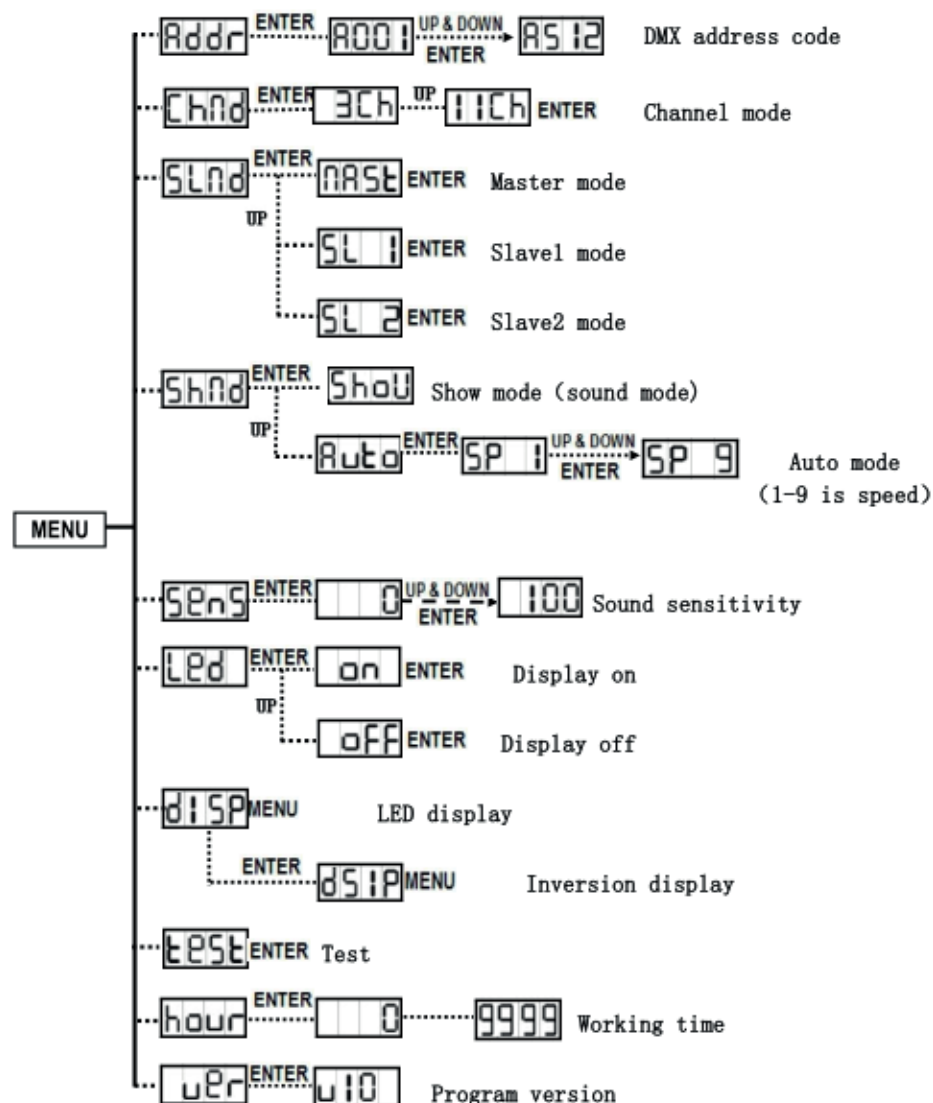 Addr ENTER A001 UP & DOWN ENTER A512 DMX address code
ChMd ENTER 3Ch UP 11Ch ENTER Channel mode
SLMd ENTER MASt ENTER Master mode
UP
SL 1 ENTER Slave1 mode
SL 2 ENTER Slave2 mode
ShMd ENTER ShoU Show mode (sound mode)
UP
Auto ENTER SP 1 UP & DOWN ENTER SP 9 Auto mode
(1-9 is speed)
MENU
SenS ENTER 0 UP & DOWN ENTER 100 Sound sensitivity
Led ENTER on ENTER Display on
UP
oFF ENTER Display off
dISP MENU LED display
ENTER dSIP MENU Inversion display
test ENTER Test
hour ENTER 0 9999 Working time
ver ENTER v10 Program version